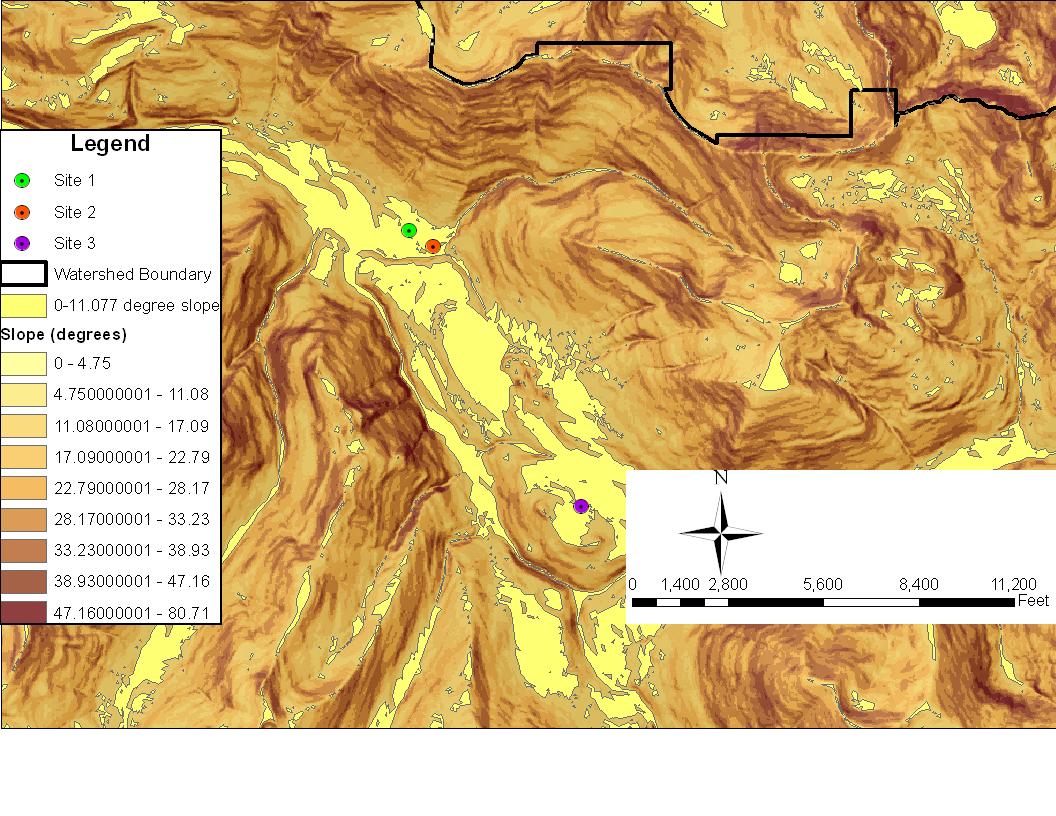 Legend
Site 1
Site 2
Site 3
Watershed Boundary
0-11.077 degree slope
Slope (degrees)
0 - 4.75
4.750000001 - 11.08
11.08000001 - 17.09
17.09000001 - 22.79
22.79000001 - 28.17
28.17000001 - 33.23
33.23000001 - 38.93
38.93000001 - 47.16
47.16000001 - 80.71
N
0 1,400 2,800 5,600 8,400 11,200
Feet